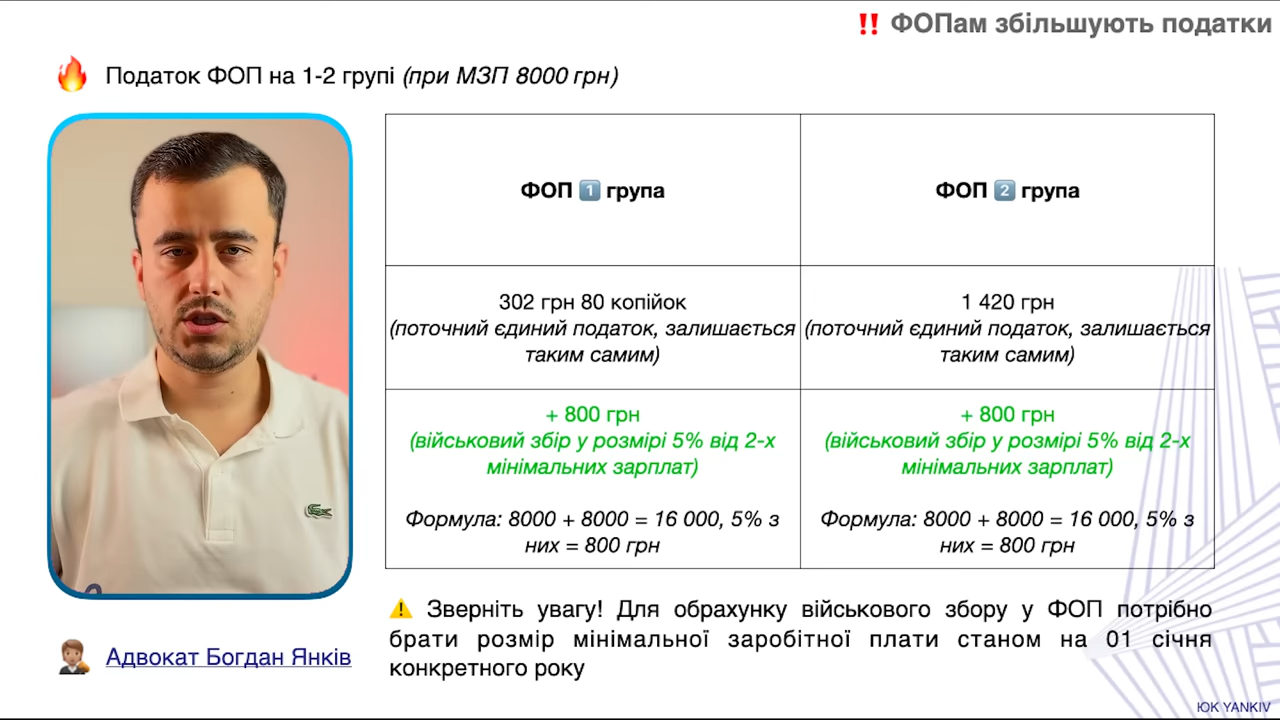 ‼️ ФОПам збільшують податки
🔥 Податок ФОП на 1-2 групі (при МЗП 8000 грн)
ФОП 1️⃣ група
ФОП 2️⃣ група
302 грн 80 копійок
(поточний єдиний податок, залишається
таким самим)
1 420 грн
(поточний єдиний податок, залишається
таким самим)
+ 800 грн
(військовий збір у розмірі 5% від 2-х
мінімальних зарплат)
Формула: 8000 + 8000 = 16 000, 5% з
них = 800 грн
+ 800 грн
(військовий збір у розмірі 5% від 2-х
мінімальних зарплат)
Формула: 8000 + 8000 = 16 000, 5% з
них = 800 грн
⚠️ Зверніть увагу! Для обрахунку військового збору у ФОП потрібно
брати розмір мінімальної заробітної плати станом на 01 січня
конкретного року
Адвокат Богдан Янків
ЮК YANKIV